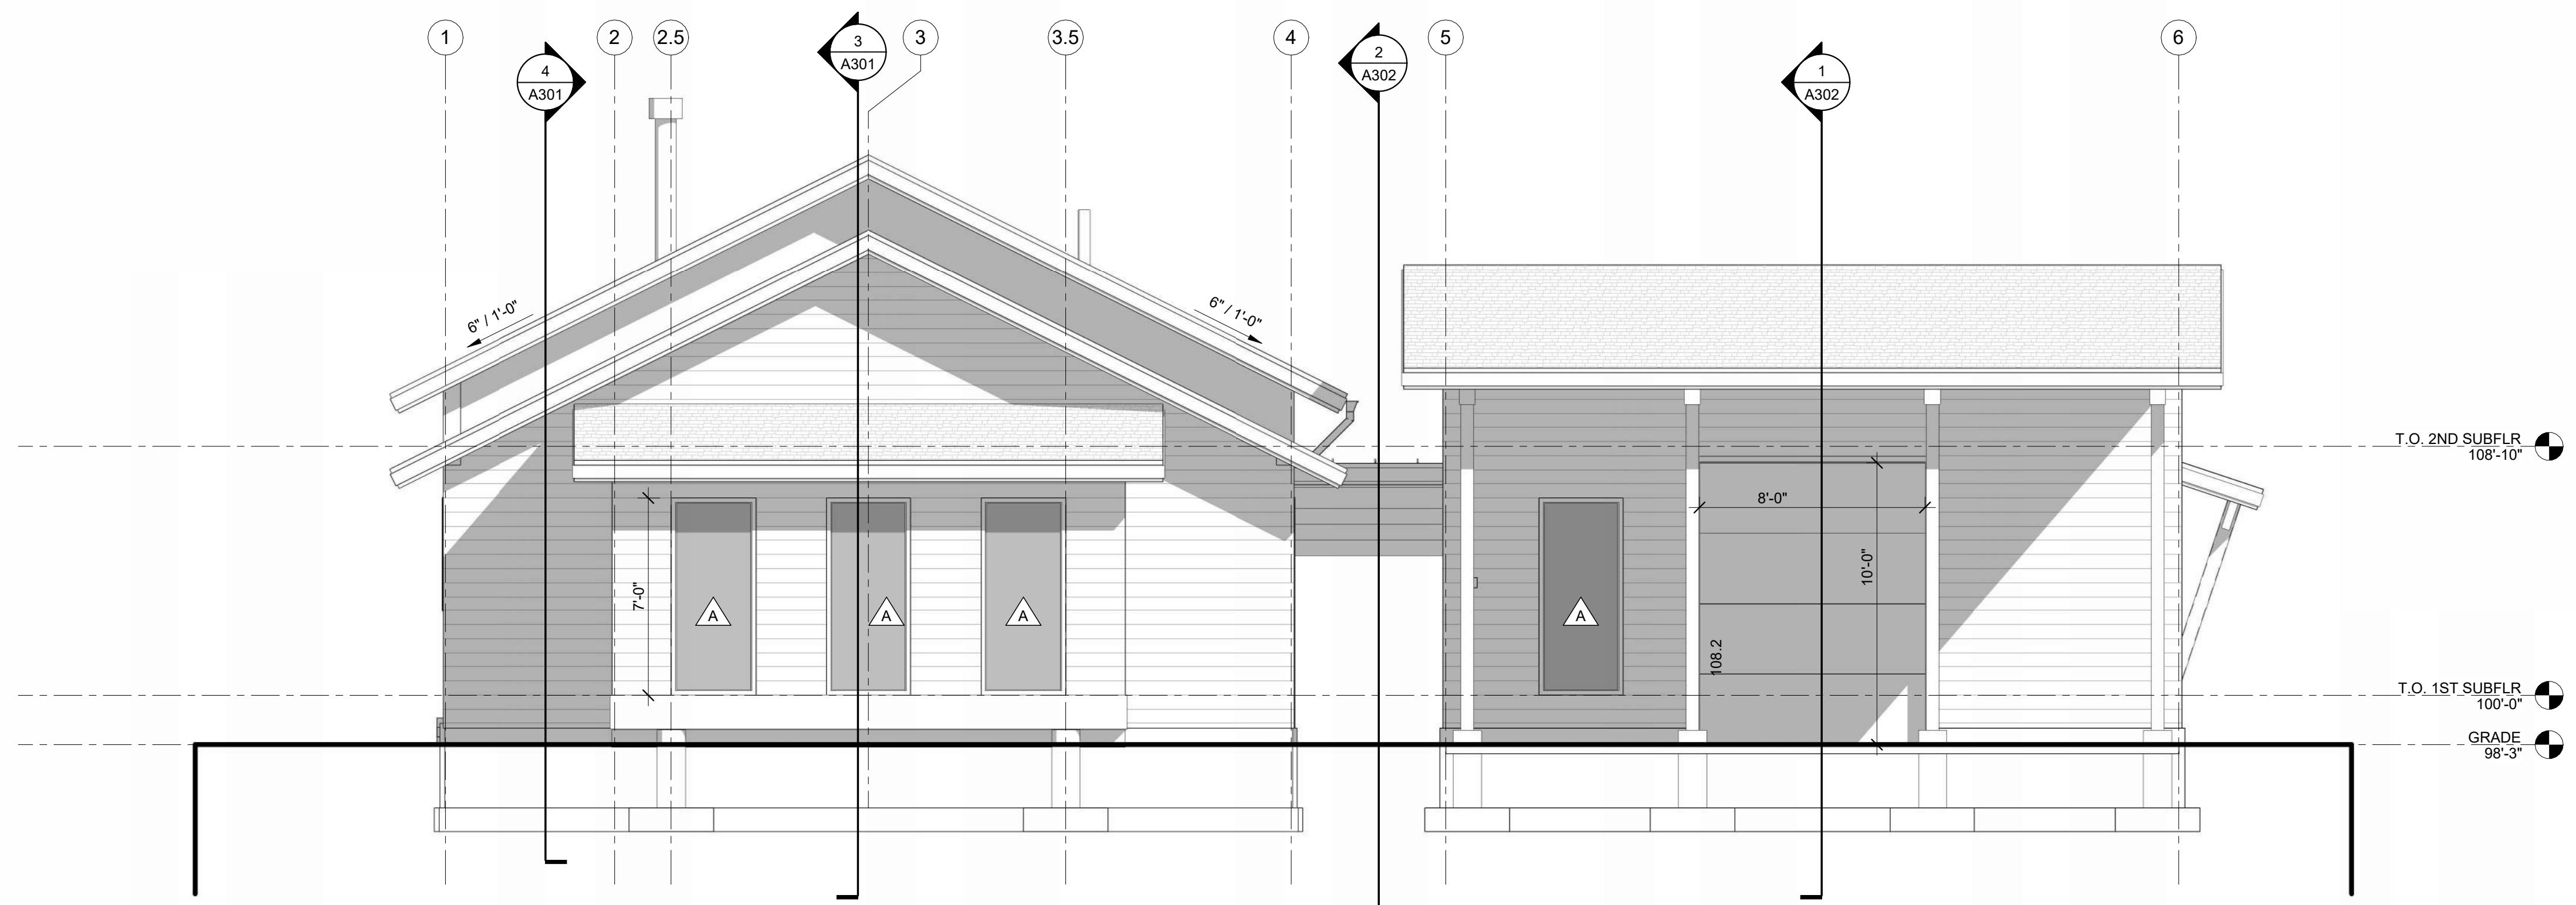 1
2
2.5
3
3.5
4
5
6
4
A301
3
A301
2
A302
1
A302
6" / 1'-0"
6" / 1'-0"
T.O. 2ND SUBFLR
108'-10"
8'-0"
10'-0"
7'-0"
A
A
A
A
108.2
T.O. 1ST SUBFLR
100'-0"
GRADE
98'-3"